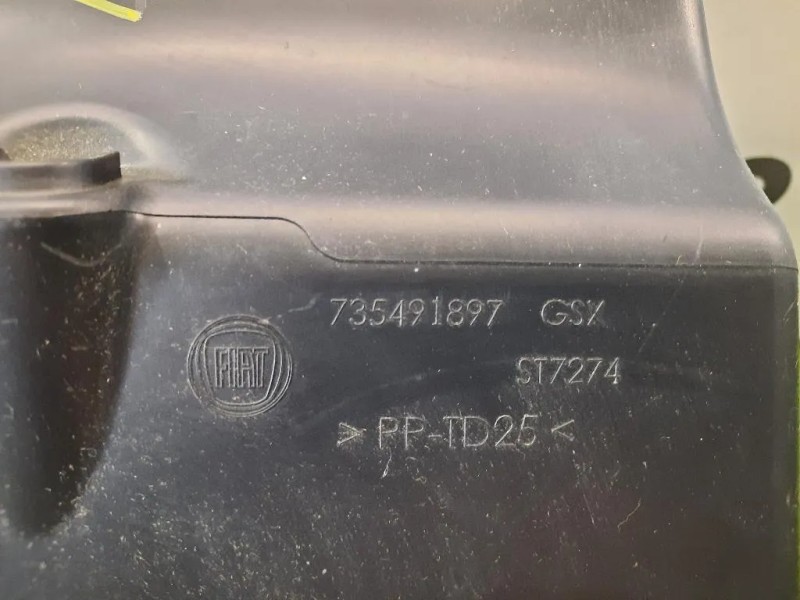 735491897 GSX
FIAT
ST7274
> PP-TD25 <